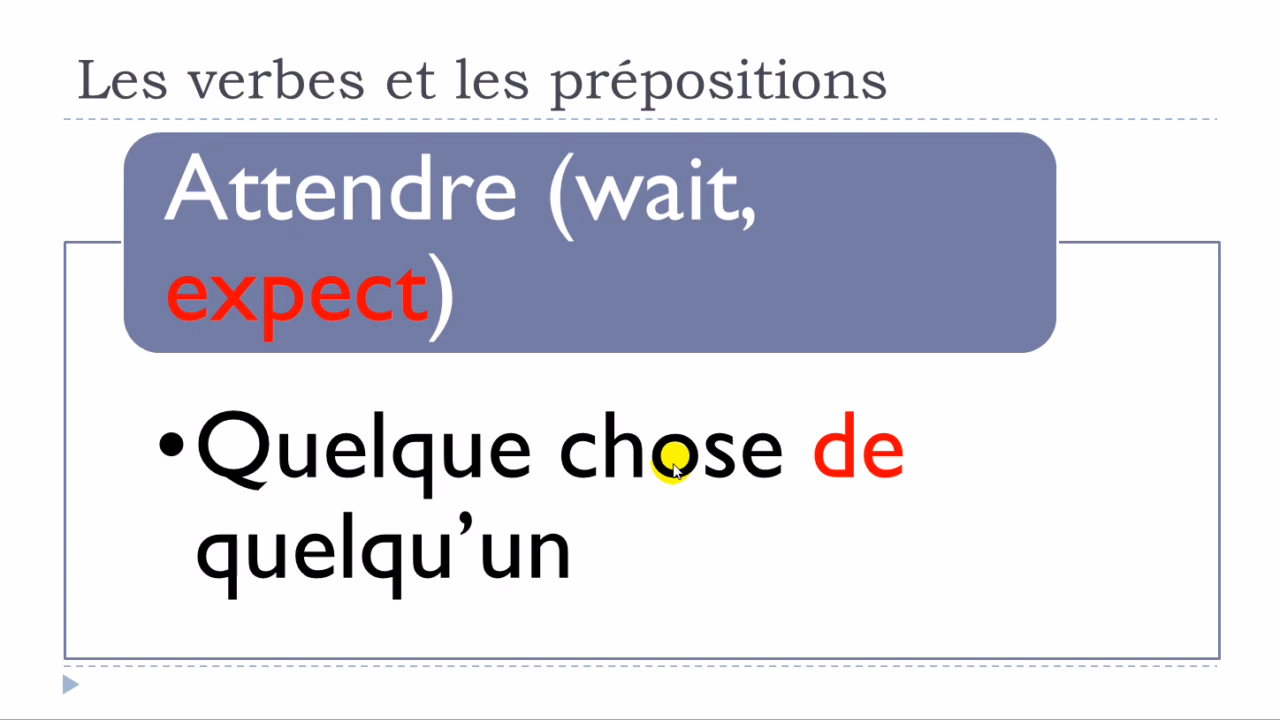 Les verbes et les prépositions
Attendre (wait,
expect)
•Quelque chose de
quelqu’un